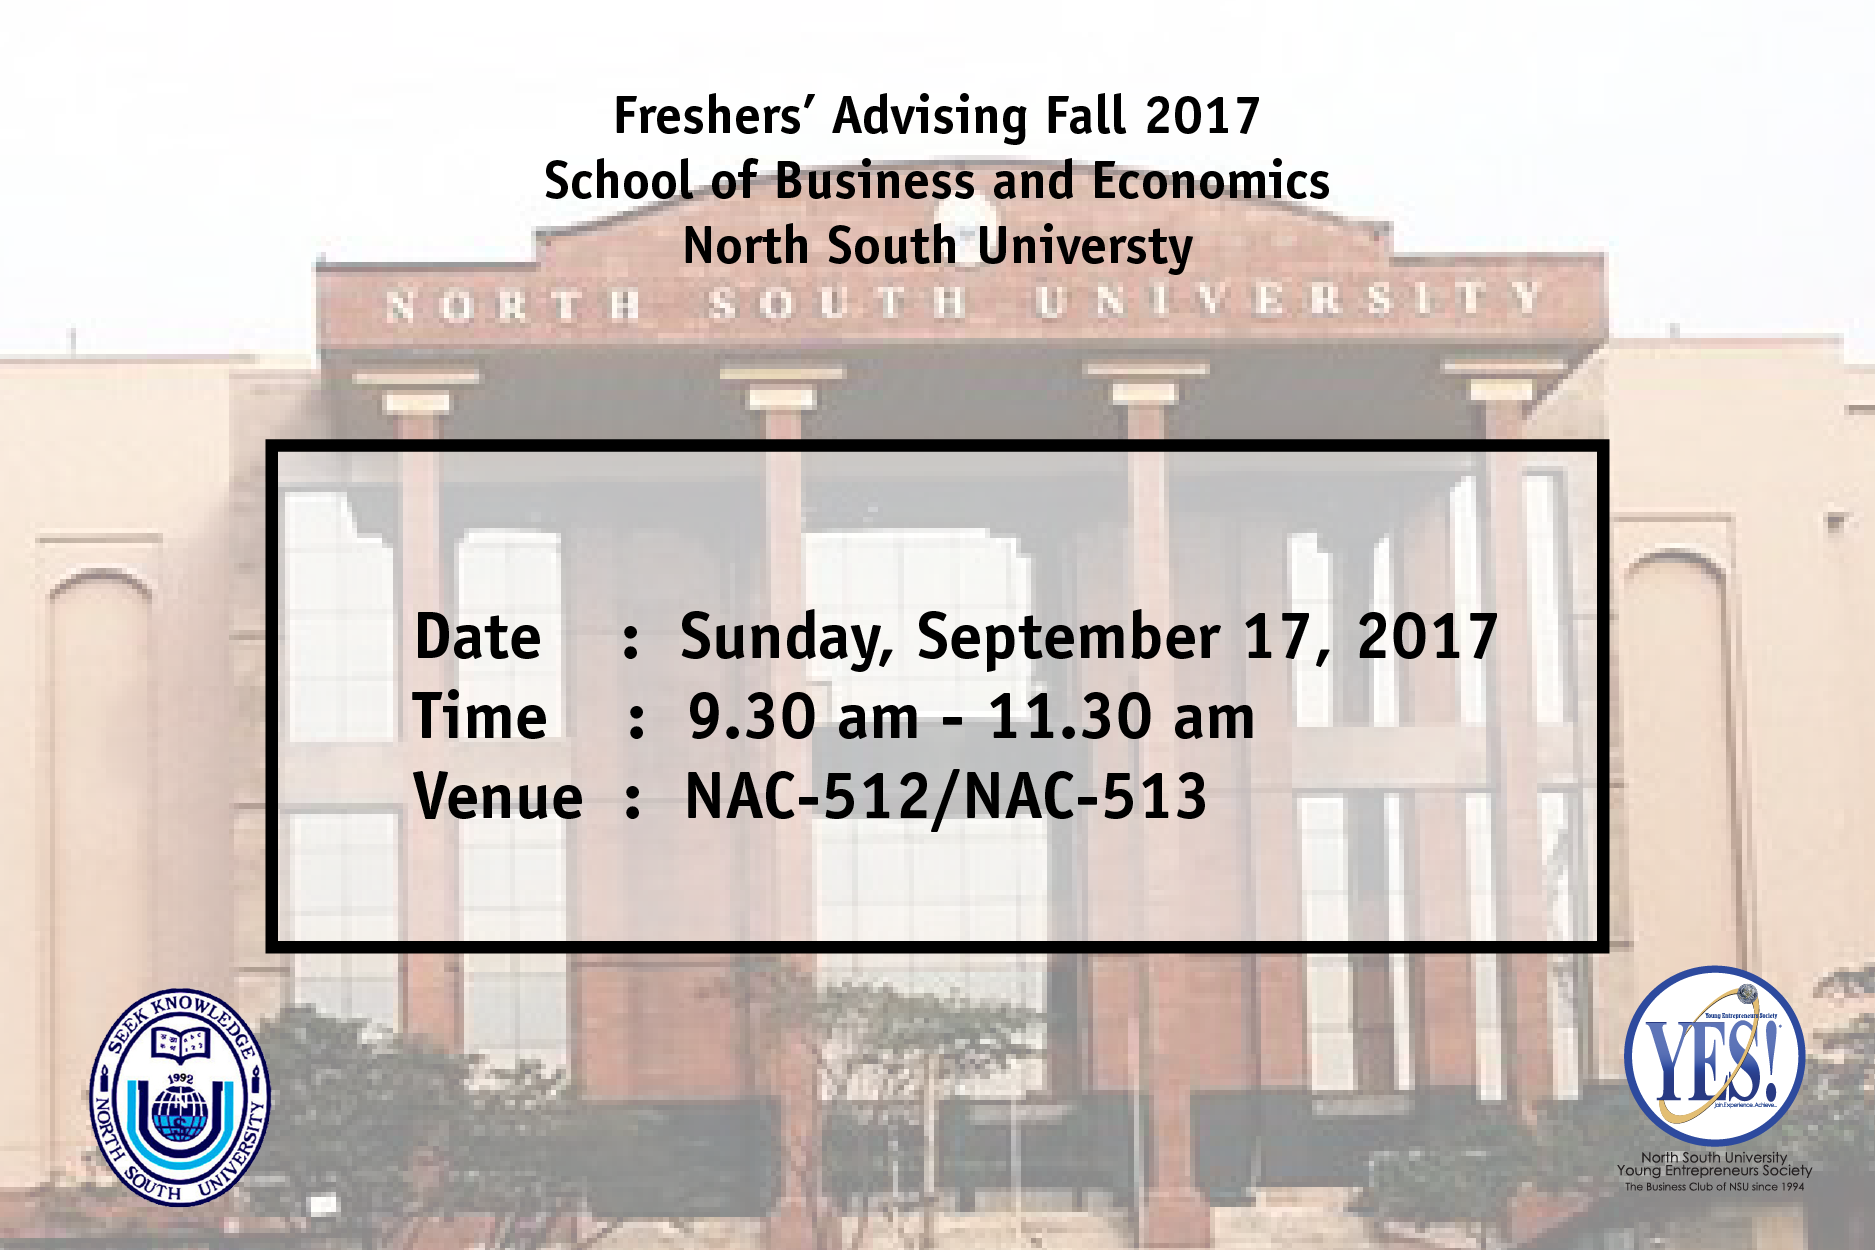 Freshers’ Advising Fall 2017
School of Business and Economics
North South Universty
NORTH SOUTH UNIVERSITY
Date : Sunday, September 17, 2017
Time : 9.30 am - 11.30 am
Venue : NAC-512/NAC-513
SEEK KNOWLEDGE
1992
NORTH SOUTH UNIVERSITY
Young Entrepreneurs Society
YES!
Join.Experience.Achieve...
North South University
Young Entrepreneurs Society
The Business Club of NSU since 1994